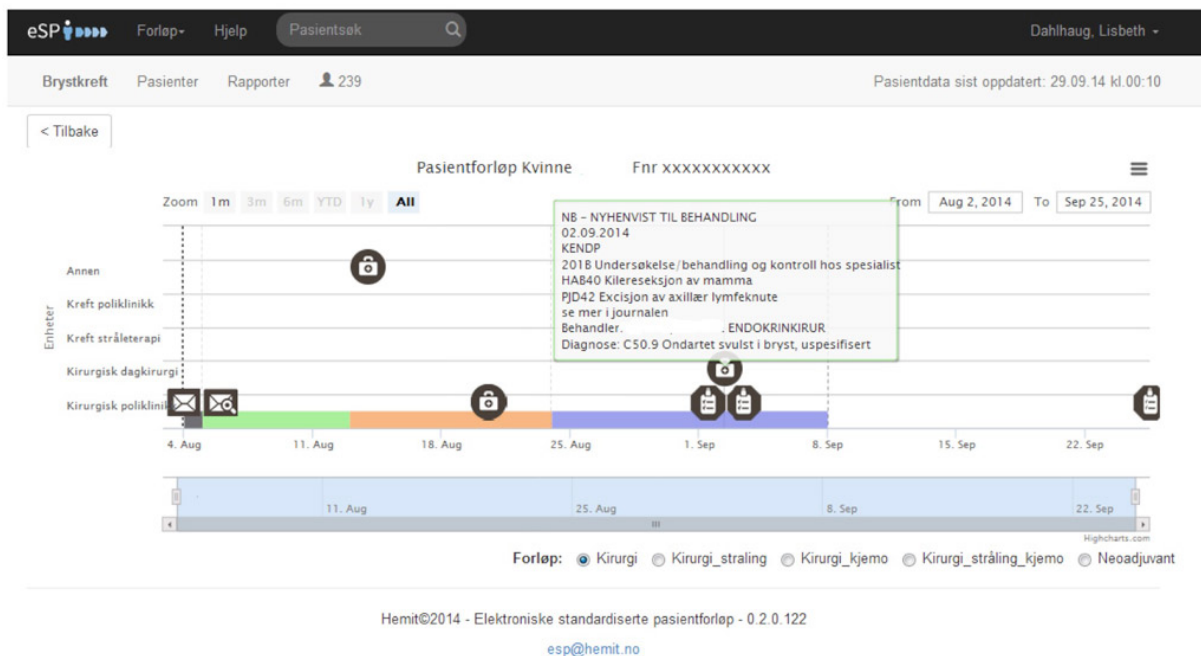 eSP
Forløp
Hjelp
Pasientsøk
Dahlhaug, Lisbeth
Brystkreft
Pasienter
Rapporter
239
Pasientdata sist oppdatert: 29.09.14 kl.00:10
< Tilbake
Pasientforløp Kvinne Fnr xxxxxxxxxxx
Zoom 1m 3m 6m YTD 1y All
From Aug 2, 2014 To Sep 25, 2014
NB - NYHENVIST TIL BEHANDLING
02.09.2014
KENDP
201B Undersøkelse/behandling og kontroll hos spesialist
HAB40 Kilereseksjon av mamma
PJD42 Excisjon av axillær lymfeknute
se mer i journalen
Behandler: ENDOKRINKIRUR
Diagnose: C50.9 Ondartet svulst i bryst, uspesifisert
Enheter
Annen
Kreft poliklinikk
Kreft stråleterapi
Kirurgisk dagkirurgi
Kirurgisk poliklini
4. Aug 11. Aug 18. Aug 25. Aug 1. Sep 8. Sep 15. Sep 22. Sep
11. Aug 25. Aug 8. Sep 22. Sep
Highcharts.com
Forløp: Kirurgi Kirurgi_straling Kirurgi_kjemo Kirurgi_stråling_kjemo Neoadjuvant
Hemit©2014 - Elektroniske standardiserte pasientforløp - 0.2.0.122
esp@hemit.no